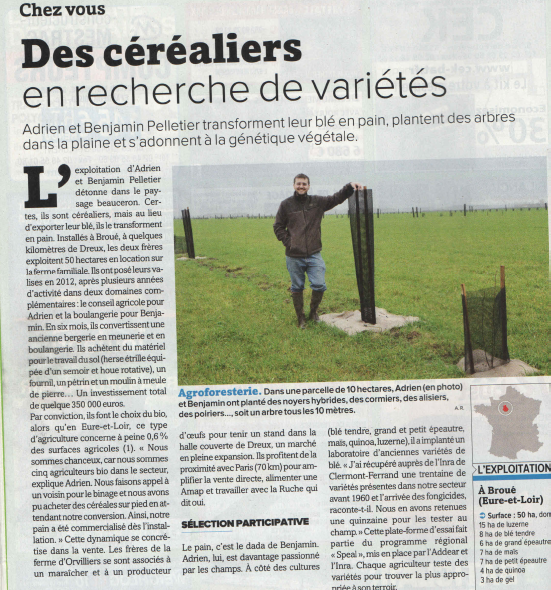 Chez vous
Des céréaliers
en recherche de variétés
Adrien et Benjamin Pelletier transforment leur blé en pain, plantent des arbres
dans la plaine et s'adonnent à la génétique végétale.
L'exploitation d'Adrien
et Benjamin Pelletier
détonne dans le pay-
sage beauceron. Cer-
tes, ils sont céréaliers, mais au lieu
d'exporter leur blé, ils le transforment
en pain. Installés à Broué, à quelques
kilomètres de Dreux, les deux frères
exploitent 50 hectares en location sur
la ferme familiale. Ils ont posé leurs va-
lises en 2012, après plusieurs années
d'activité dans deux domaines com-
plémentaires : le conseil agricole pour
Adrien et la boulangerie pour Benja-
min. En six mois, ils convertissent une
ancienne bergerie en meunerie et en
boulangerie. Ils achètent du matériel
pour le travail du sol (herse étrille équi-
pée d'un semoir et houe rotative), un
fournil, un pétrin et un moulin à meule
de pierre... Un investissement total
de quelque 350 000 euros.
Par conviction, ils font le choix du bio,
alors qu'en Eure-et-Loir, ce type
d'agriculture concerne à peine 0,6 %
des surfaces agricoles (1). « Nous
sommes chanceux, car nous sommes
cinq agriculteurs bio dans le secteur,
explique Adrien. Nous faisons appel à
un voisin pour le binage et nous avons
pu acheter des céréales sur pied en at-
tendant notre conversion. Ainsi, notre
pain a été commercialisé dès l'instal-
lation. » Cette dynamique se concré-
tise dans la vente. Les frères de la
ferme d'Orvilliers se sont associés à
un maraîcher et à un producteur
Agroforesterie. Dans une parcelle de 10 hectares, Adrien (en photo)
et Benjamin ont planté des noyers hybrides, des cormiers, des alisiers,
des poiriers..., soit un arbre tous les 10 mètres.
A.R.
d'œufs pour tenir un stand dans la
halle couverte de Dreux, un marché
en pleine expansion. Ils profitent de la
proximité avec Paris (70 km) pour am-
plifier la vente directe, alimenter une
Amap et travailler avec la Ruche qui
dit oui.
SÉLECTION PARTICIPATIVE
Le pain, c'est le dada de Benjamin.
Adrien, lui, est davantage passionné
par les champs. À côté des cultures
(blé tendre, grand et petit épeautre,
maïs, quinoa, luzerne), il a implanté un
laboratoire d'anciennes variétés de
blé. « J'ai récupéré auprès de l'Inra de
Clermont-Ferrand une trentaine de
variétés présentes dans notre secteur
avant 1960 et l'arrivée des fongicides,
raconte-t-il. Nous en avons retenues
une quinzaine pour les tester au
champ. » Cette plate-forme d'essai fait
partie du programme régional
« Speal », mis en place par l'Addear et
l'Inra. Chaque agriculteur teste des
variétés pour trouver la plus appro-
priée à son terroir.
L'EXPLOITATION
À Broué
(Eure-et-Loir)
Surface : 50 ha, don
15 ha de luzerne
8 ha de blé tendre
6 ha de grand épeautre
7 ha de maïs
7 ha de petit épeautre
4 ha de quinoa
3 ha de gel